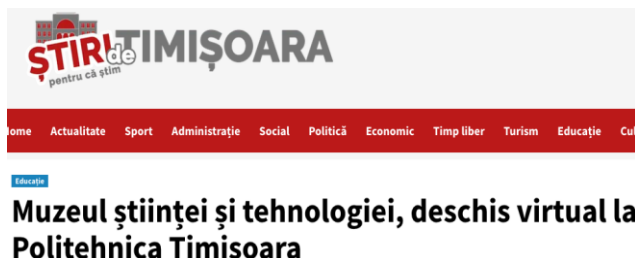 ȘTIRI de TIMIȘOARA
pentru că știm
Home Actualitate Sport Administrație Social Politică Economic Timp liber Turism Educație
Educație
Muzeul științei și tehnologiei, deschis virtual la
Politehnica Timișoara